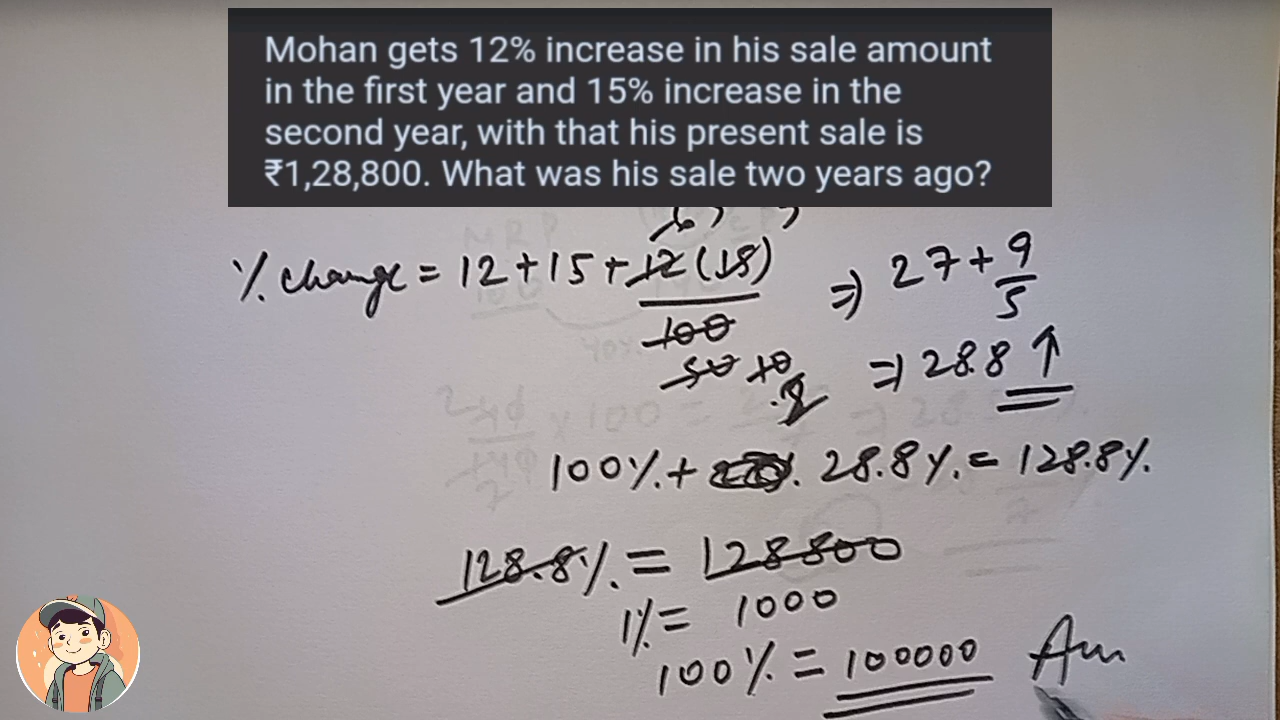 Mohan gets 12% increase in his sale amount
in the first year and 15% increase in the
second year, with that his present sale is
₹1,28,800. What was his sale two years ago?
% change = 12 + 15 + 12 (15) / 100 ⇒ 27 + 9/5
⇒ 28.8 ↑
100% + 28.8% = 128.8%
128.8% = 128800
1% = 1000
100% = 100000 Ans